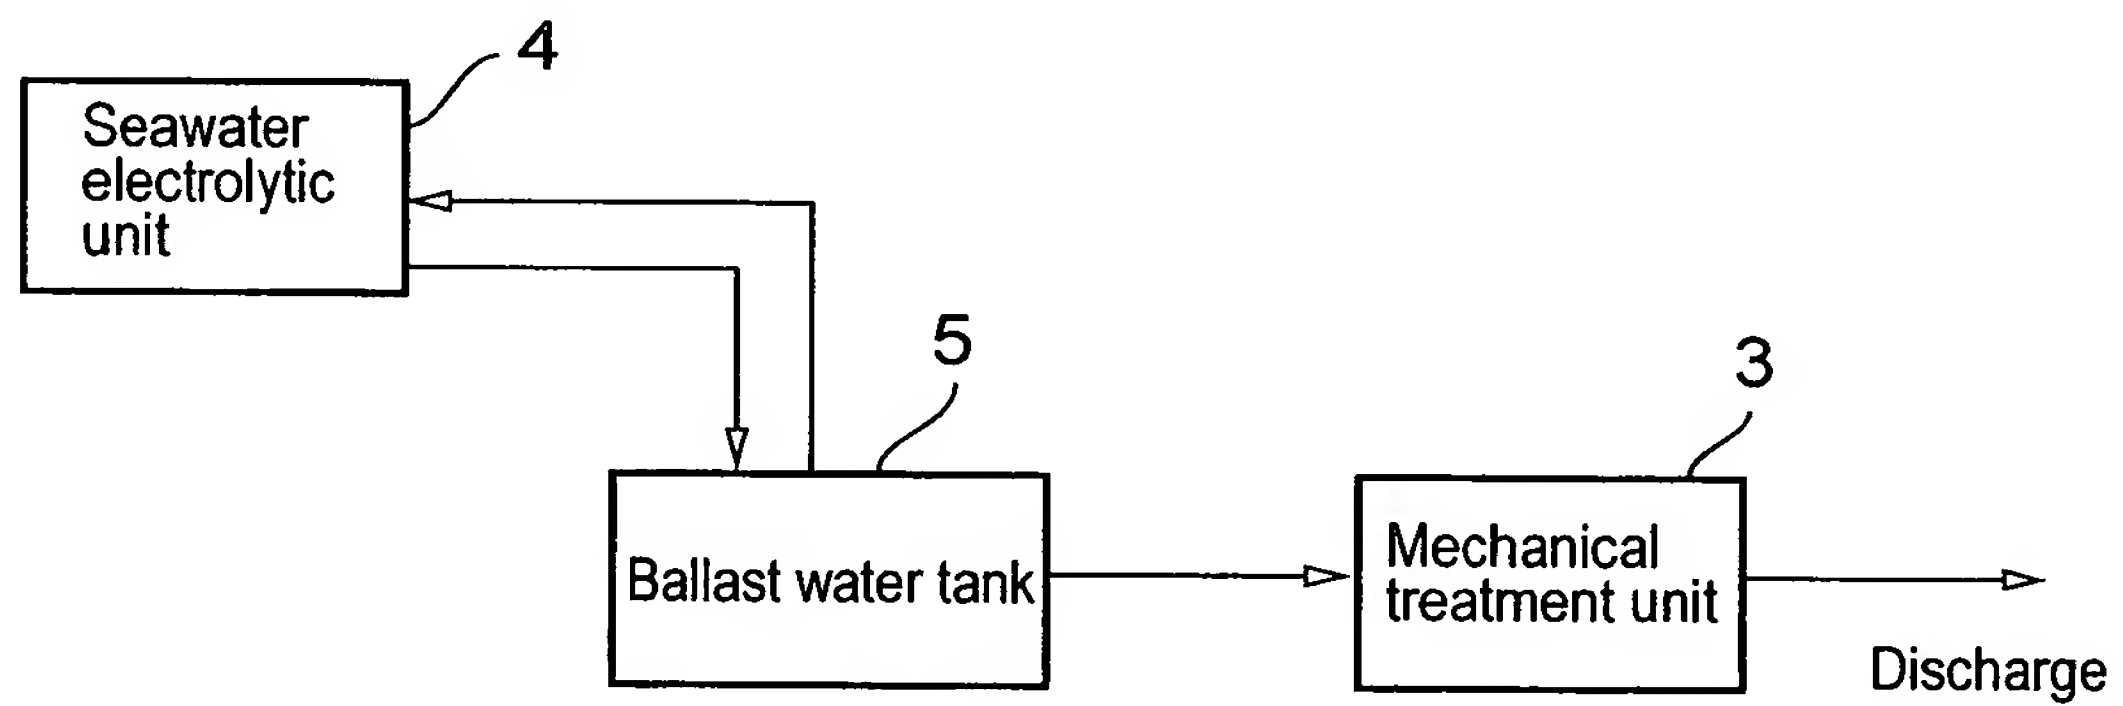 4
Seawater
electrolytic
unit
5
3
Ballast water tank
Mechanical
treatment unit
Discharge